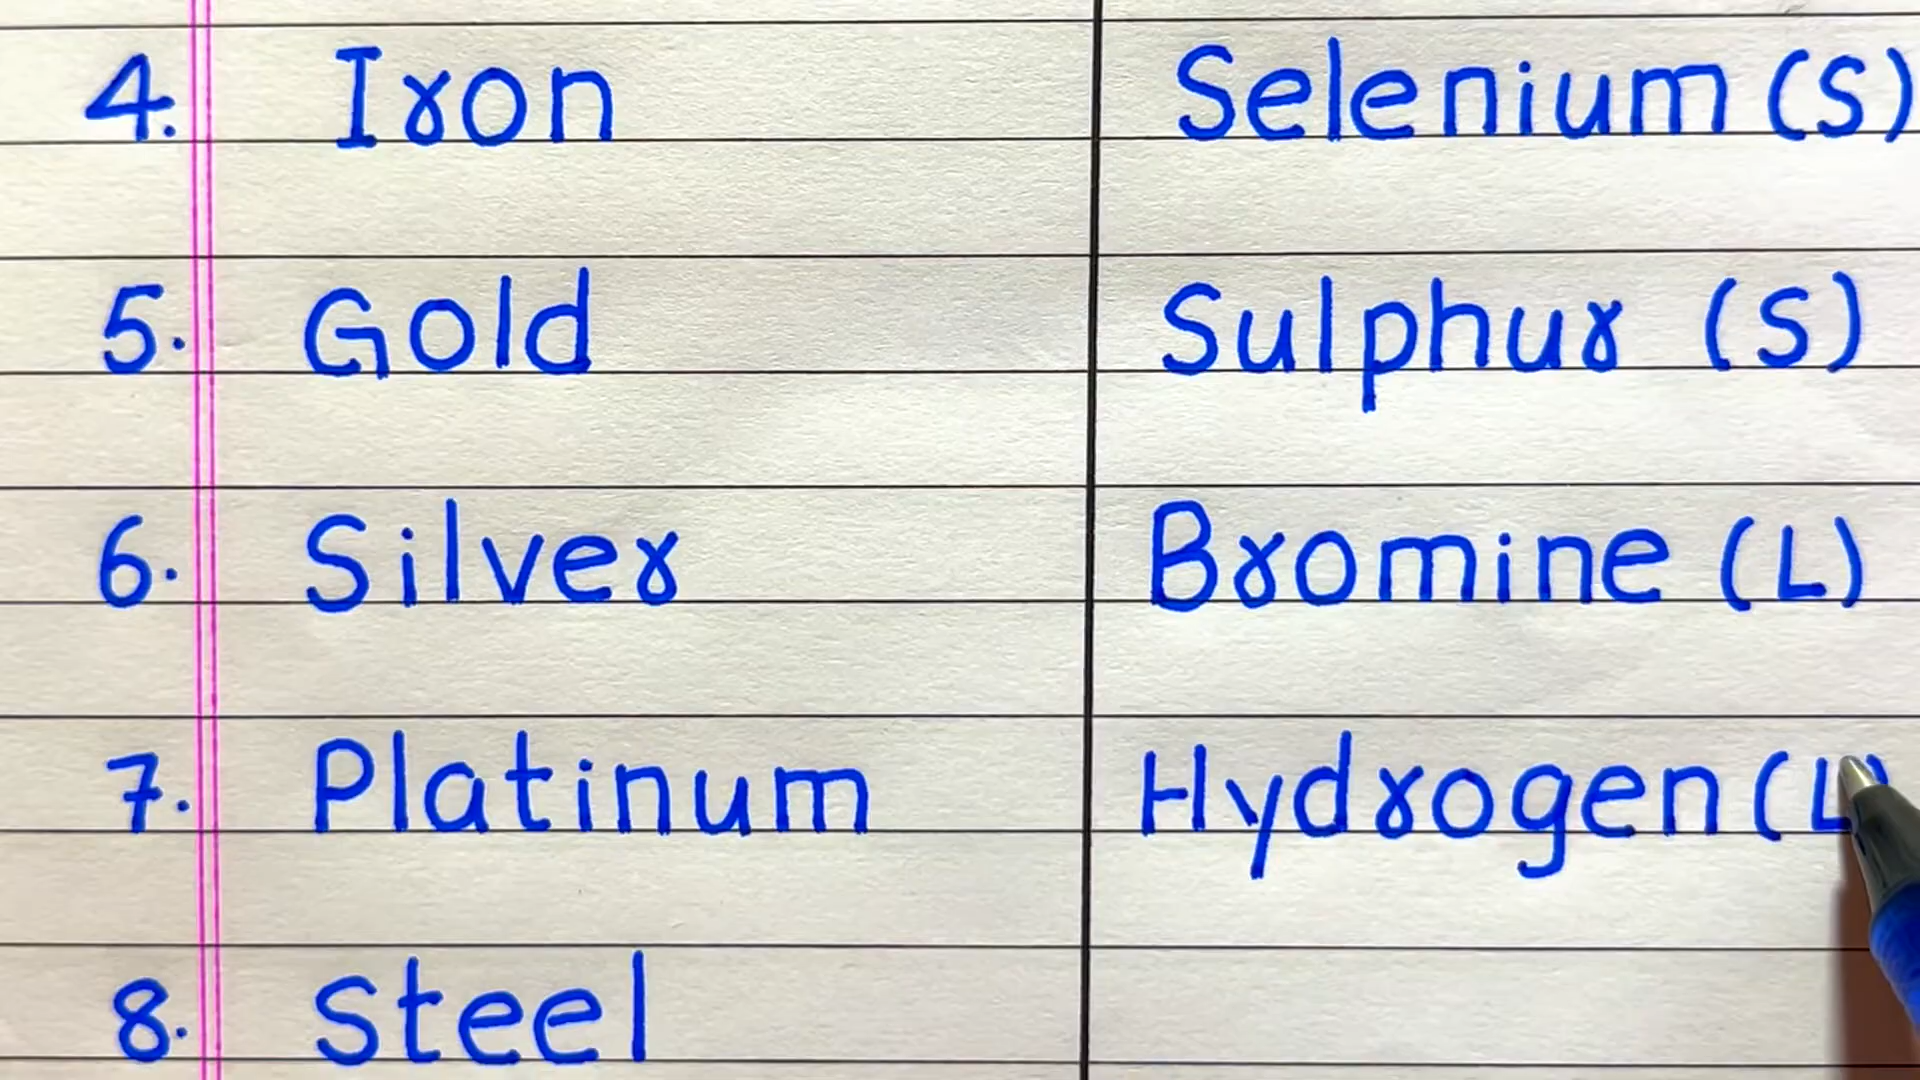 4. Iron Selenium (S)
5. Gold Sulphur (S)
6. Silver Bromine (L)
7. Platinum Hydrogen (L)
8. Steel